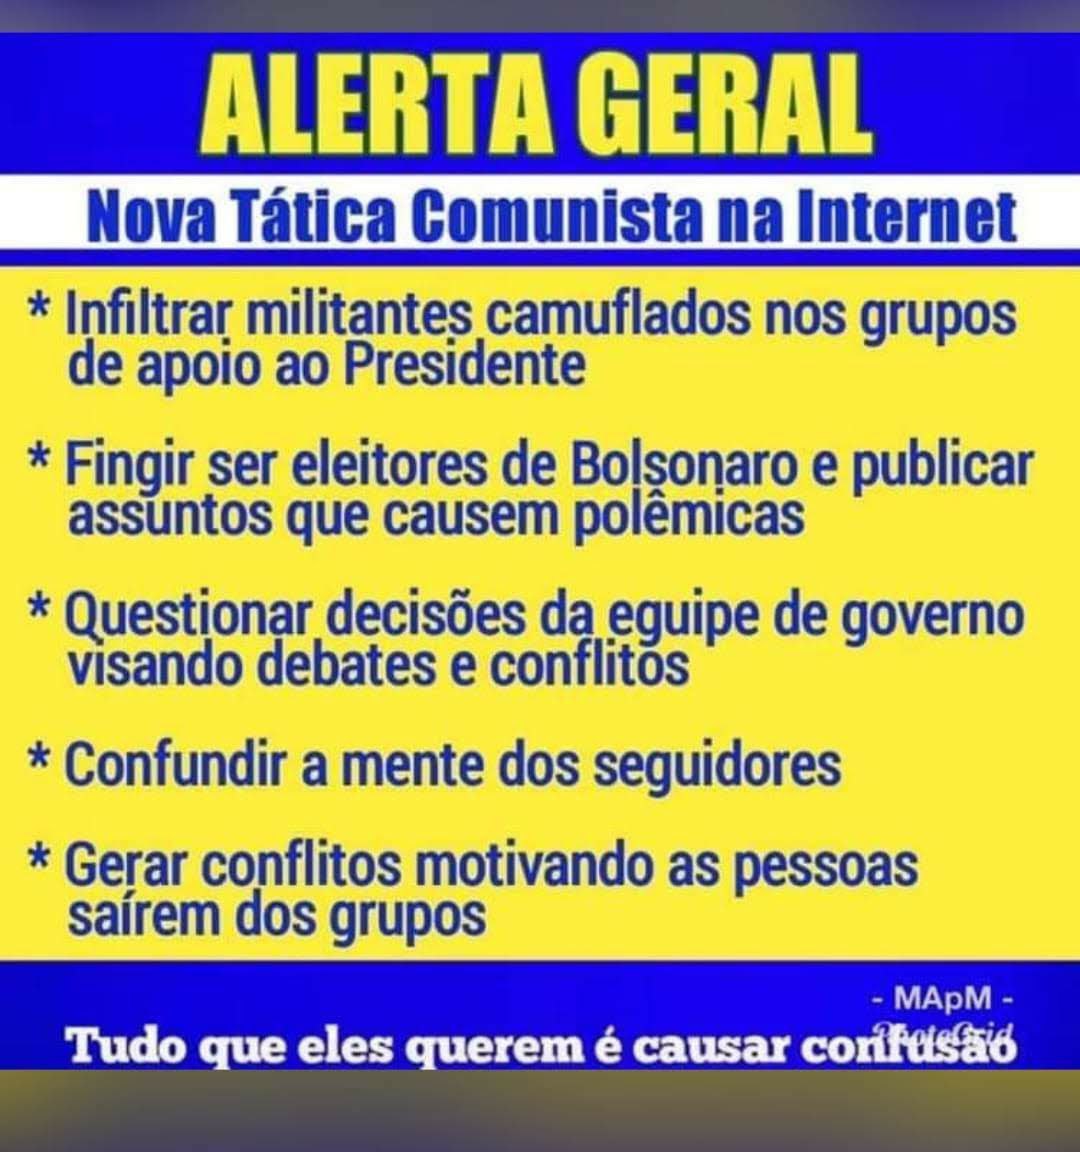 ALERTA GERAL
Nova Tática Comunista na Internet
* Infiltrar militantes camuflados nos grupos
de apoio ao Presidente
* Fingir ser eleitores de Bolsonaro e publicar
assuntos que causem polêmicas
* Questionar decisões da eguipe de governo
visando debates e conflitos
* Confundir a mente dos seguidores
* Gerar conflitos motivando as pessoas
saírem dos grupos
- MApM -
PhotoGrid
Tudo que eles querem é causar confusão